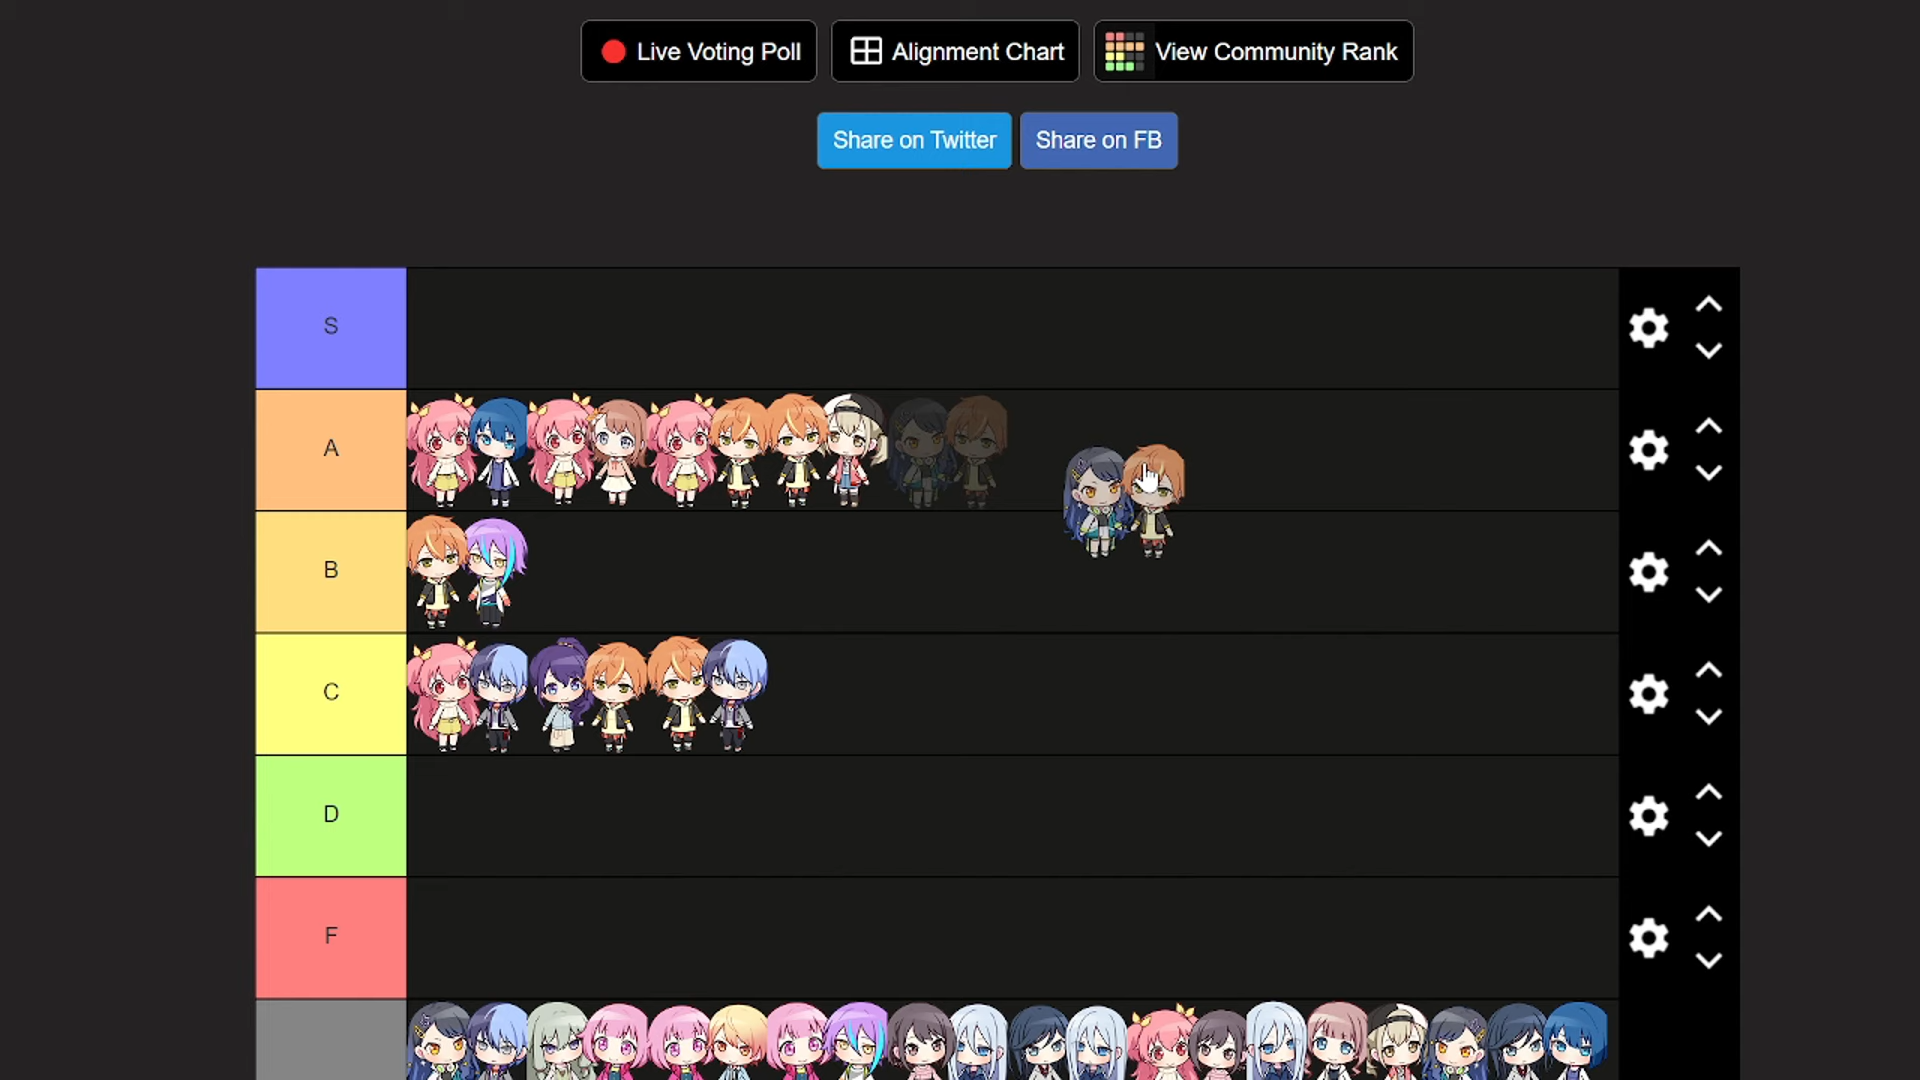 Live Voting Poll
Alignment Chart
View Community Rank
Share on Twitter
Share on FB
S
A
B
C
D
F